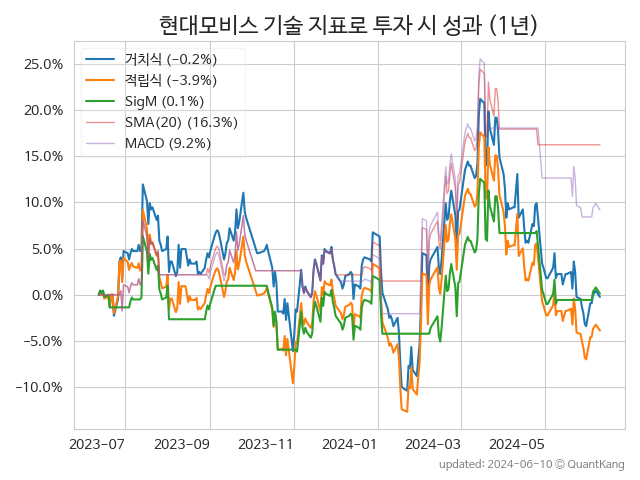 현대모비스 기술 지표로 투자 시 성과 (1년)
거치식 (−0.2%)
적립식 (−3.9%)
SigM (0.1%)
SMA(20) (16.3%)
MACD (9.2%)
25.0%
20.0%
15.0%
10.0%
5.0%
0.0%
−5.0%
−10.0%
2023-07 2023-09 2023-11 2024-01 2024-03 2024-05
updated: 2024-06-10 © QuantKang